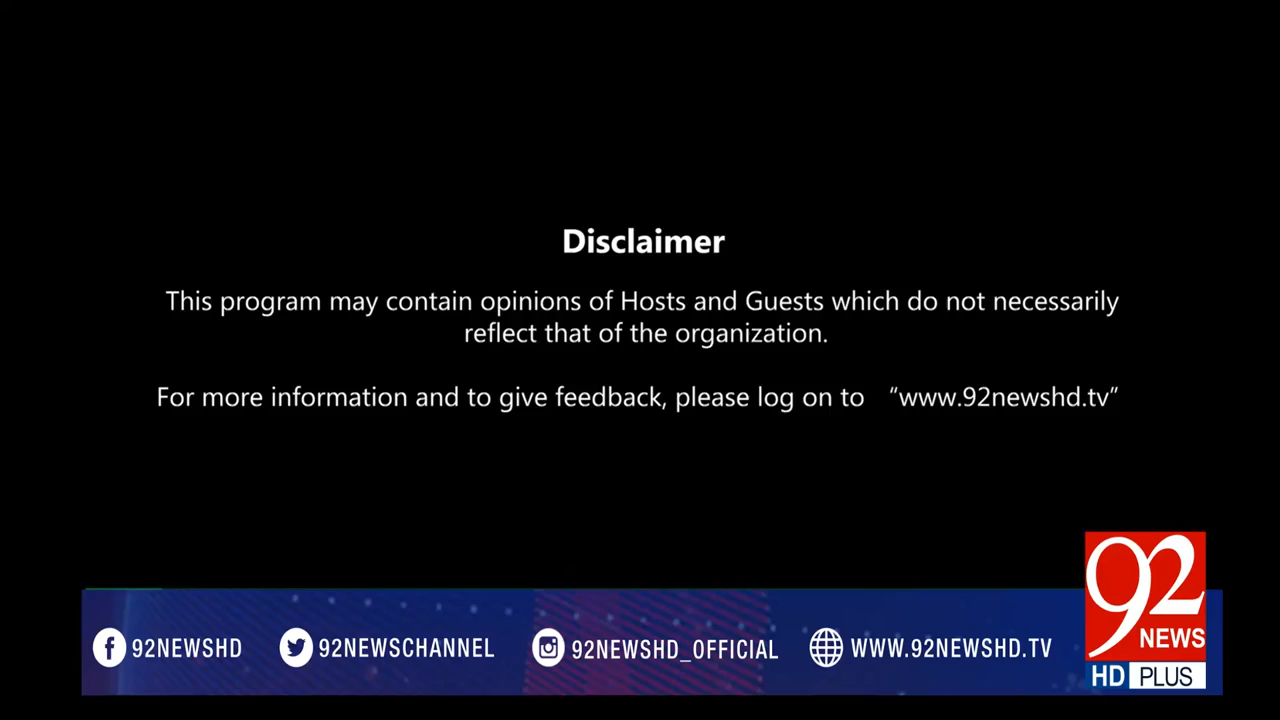 Disclaimer
This program may contain opinions of Hosts and Guests which do not necessarily
reflect that of the organization.
For more information and to give feedback, please log on to “www.92newshd.tv”
92NEWSHD 92NEWSCHANNEL 92NEWSHD_OFFICIAL WWW.92NEWSHD.TV
92
NEWS
HD PLUS